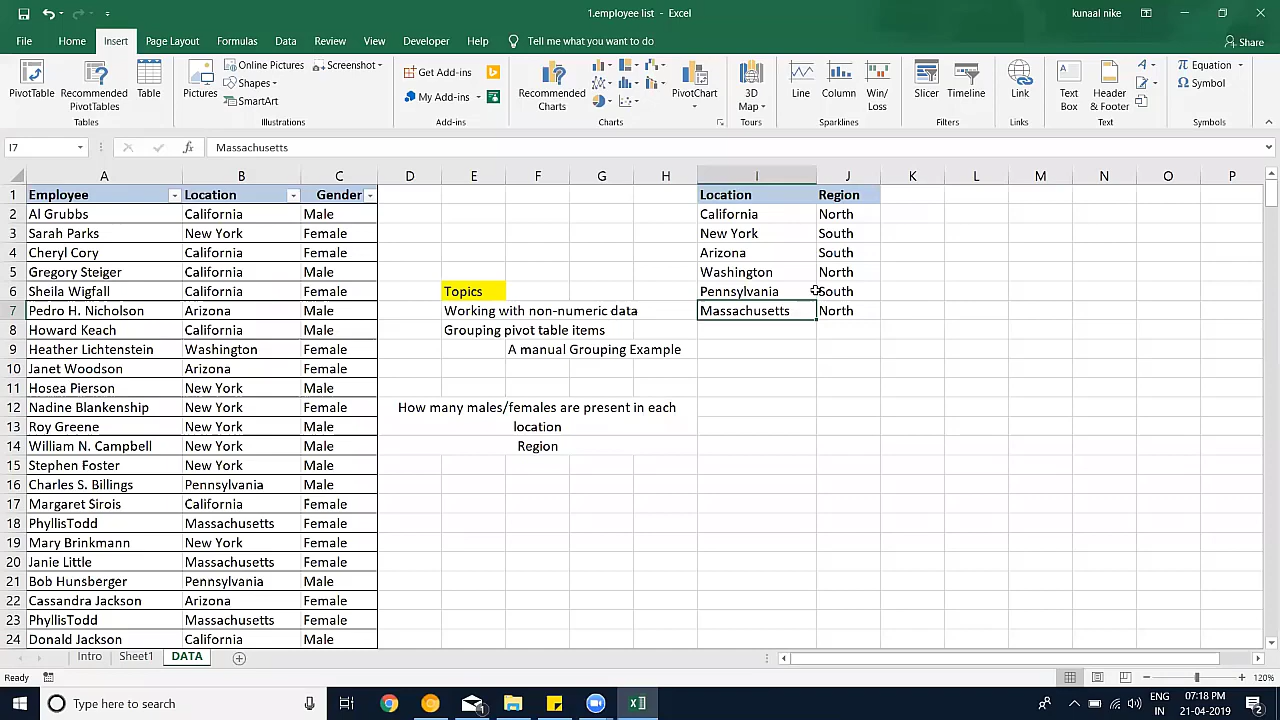 1.employee list - Excel
kunaal nike
File Home Insert Page Layout Formulas Data Review View Developer Help Tell me what you want to do
Share
PivotTable
Recommended PivotTables
Table
Tables
Pictures
Online Pictures
Shapes
SmartArt
Screenshot
Illustrations
Get Add-ins
My Add-ins
Add-ins
Recommended Charts
PivotChart
Charts
3D Map
Tours
Line
Column
Win/ Loss
Sparklines
Slicer
Timeline
Filters
Link
Links
Text Box
Header & Footer
Text
Equation
Symbol
Symbols
I7
fx
Massachusetts
A B C D E F G H I J K L M N O P
1 Employee Location Gender Location Region
2 Al Grubbs California Male California North
3 Sarah Parks New York Female New York South
4 Cheryl Cory California Female Arizona South
5 Gregory Steiger California Male Washington North
6 Sheila Wigfall California Female Topics Pennsylvania South
7 Pedro H. Nicholson Arizona Male Working with non-numeric data Massachusetts North
8 Howard Keach California Male Grouping pivot table items
9 Heather Lichtenstein Washington Female A manual Grouping Example
10 Janet Woodson Arizona Female
11 Hosea Pierson New York Male
12 Nadine Blankenship New York Female How many males/females are present in each
13 Roy Greene New York Male location
14 William N. Campbell New York Male Region
15 Stephen Foster New York Male
16 Charles S. Billings Pennsylvania Male
17 Margaret Sirois California Female
18 PhyllisTodd Massachusetts Female
19 Mary Brinkmann New York Female
20 Janie Little Massachusetts Female
21 Bob Hunsberger Pennsylvania Male
22 Cassandra Jackson Arizona Female
23 PhyllisTodd Massachusetts Female
24 Donald Jackson California Male
Intro Sheet1 DATA
Ready
120%
Type here to search
ENG
IN
07:18 PM
21-04-2019
2